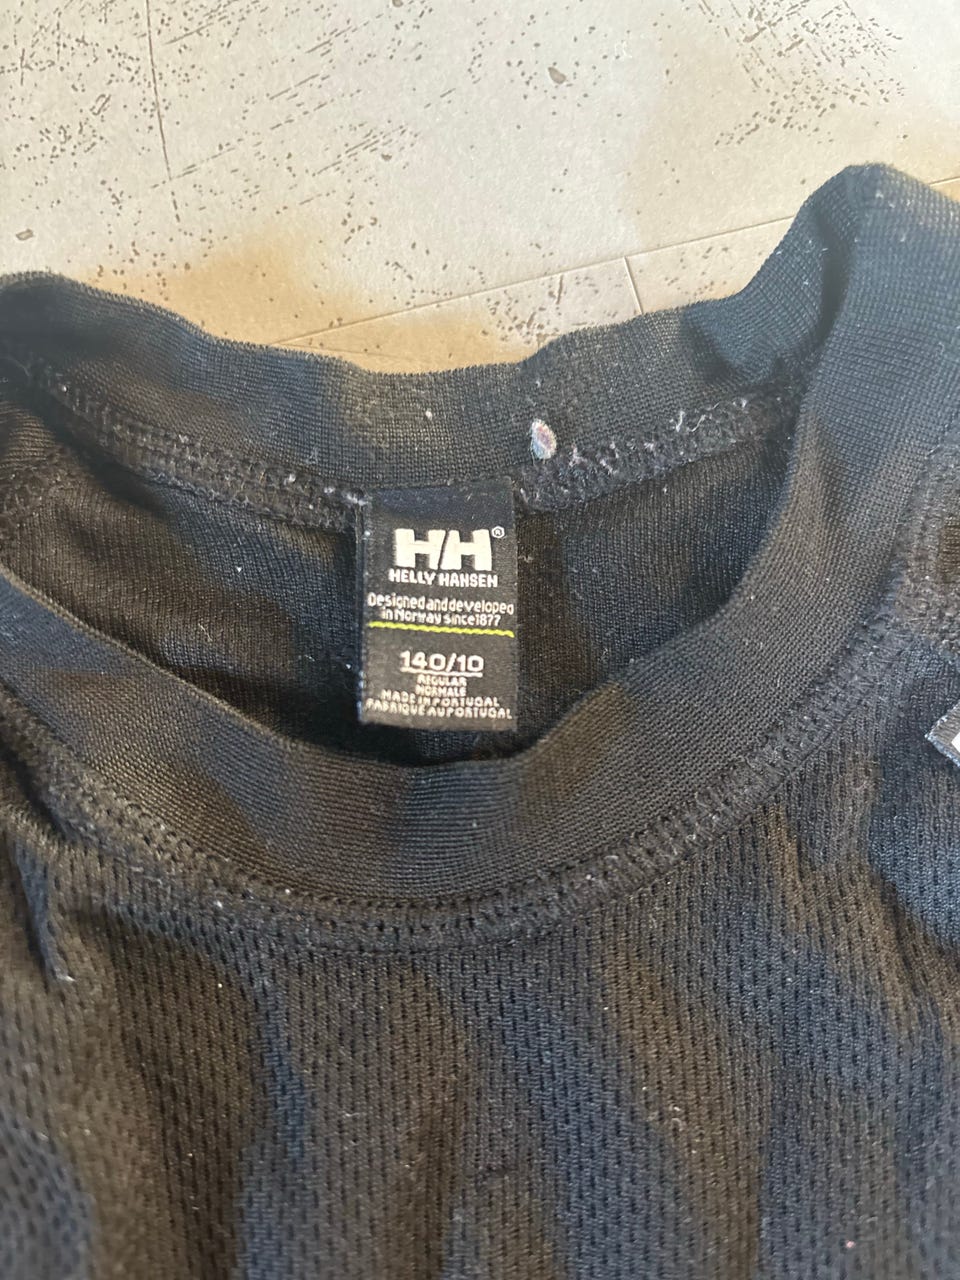 HH®
HELLY HANSEN
Designed and developed
in Norway since 1877
140/10
REGULAR
NORMALE
MADE IN PORTUGAL
FABRIQUE AU PORTUGAL